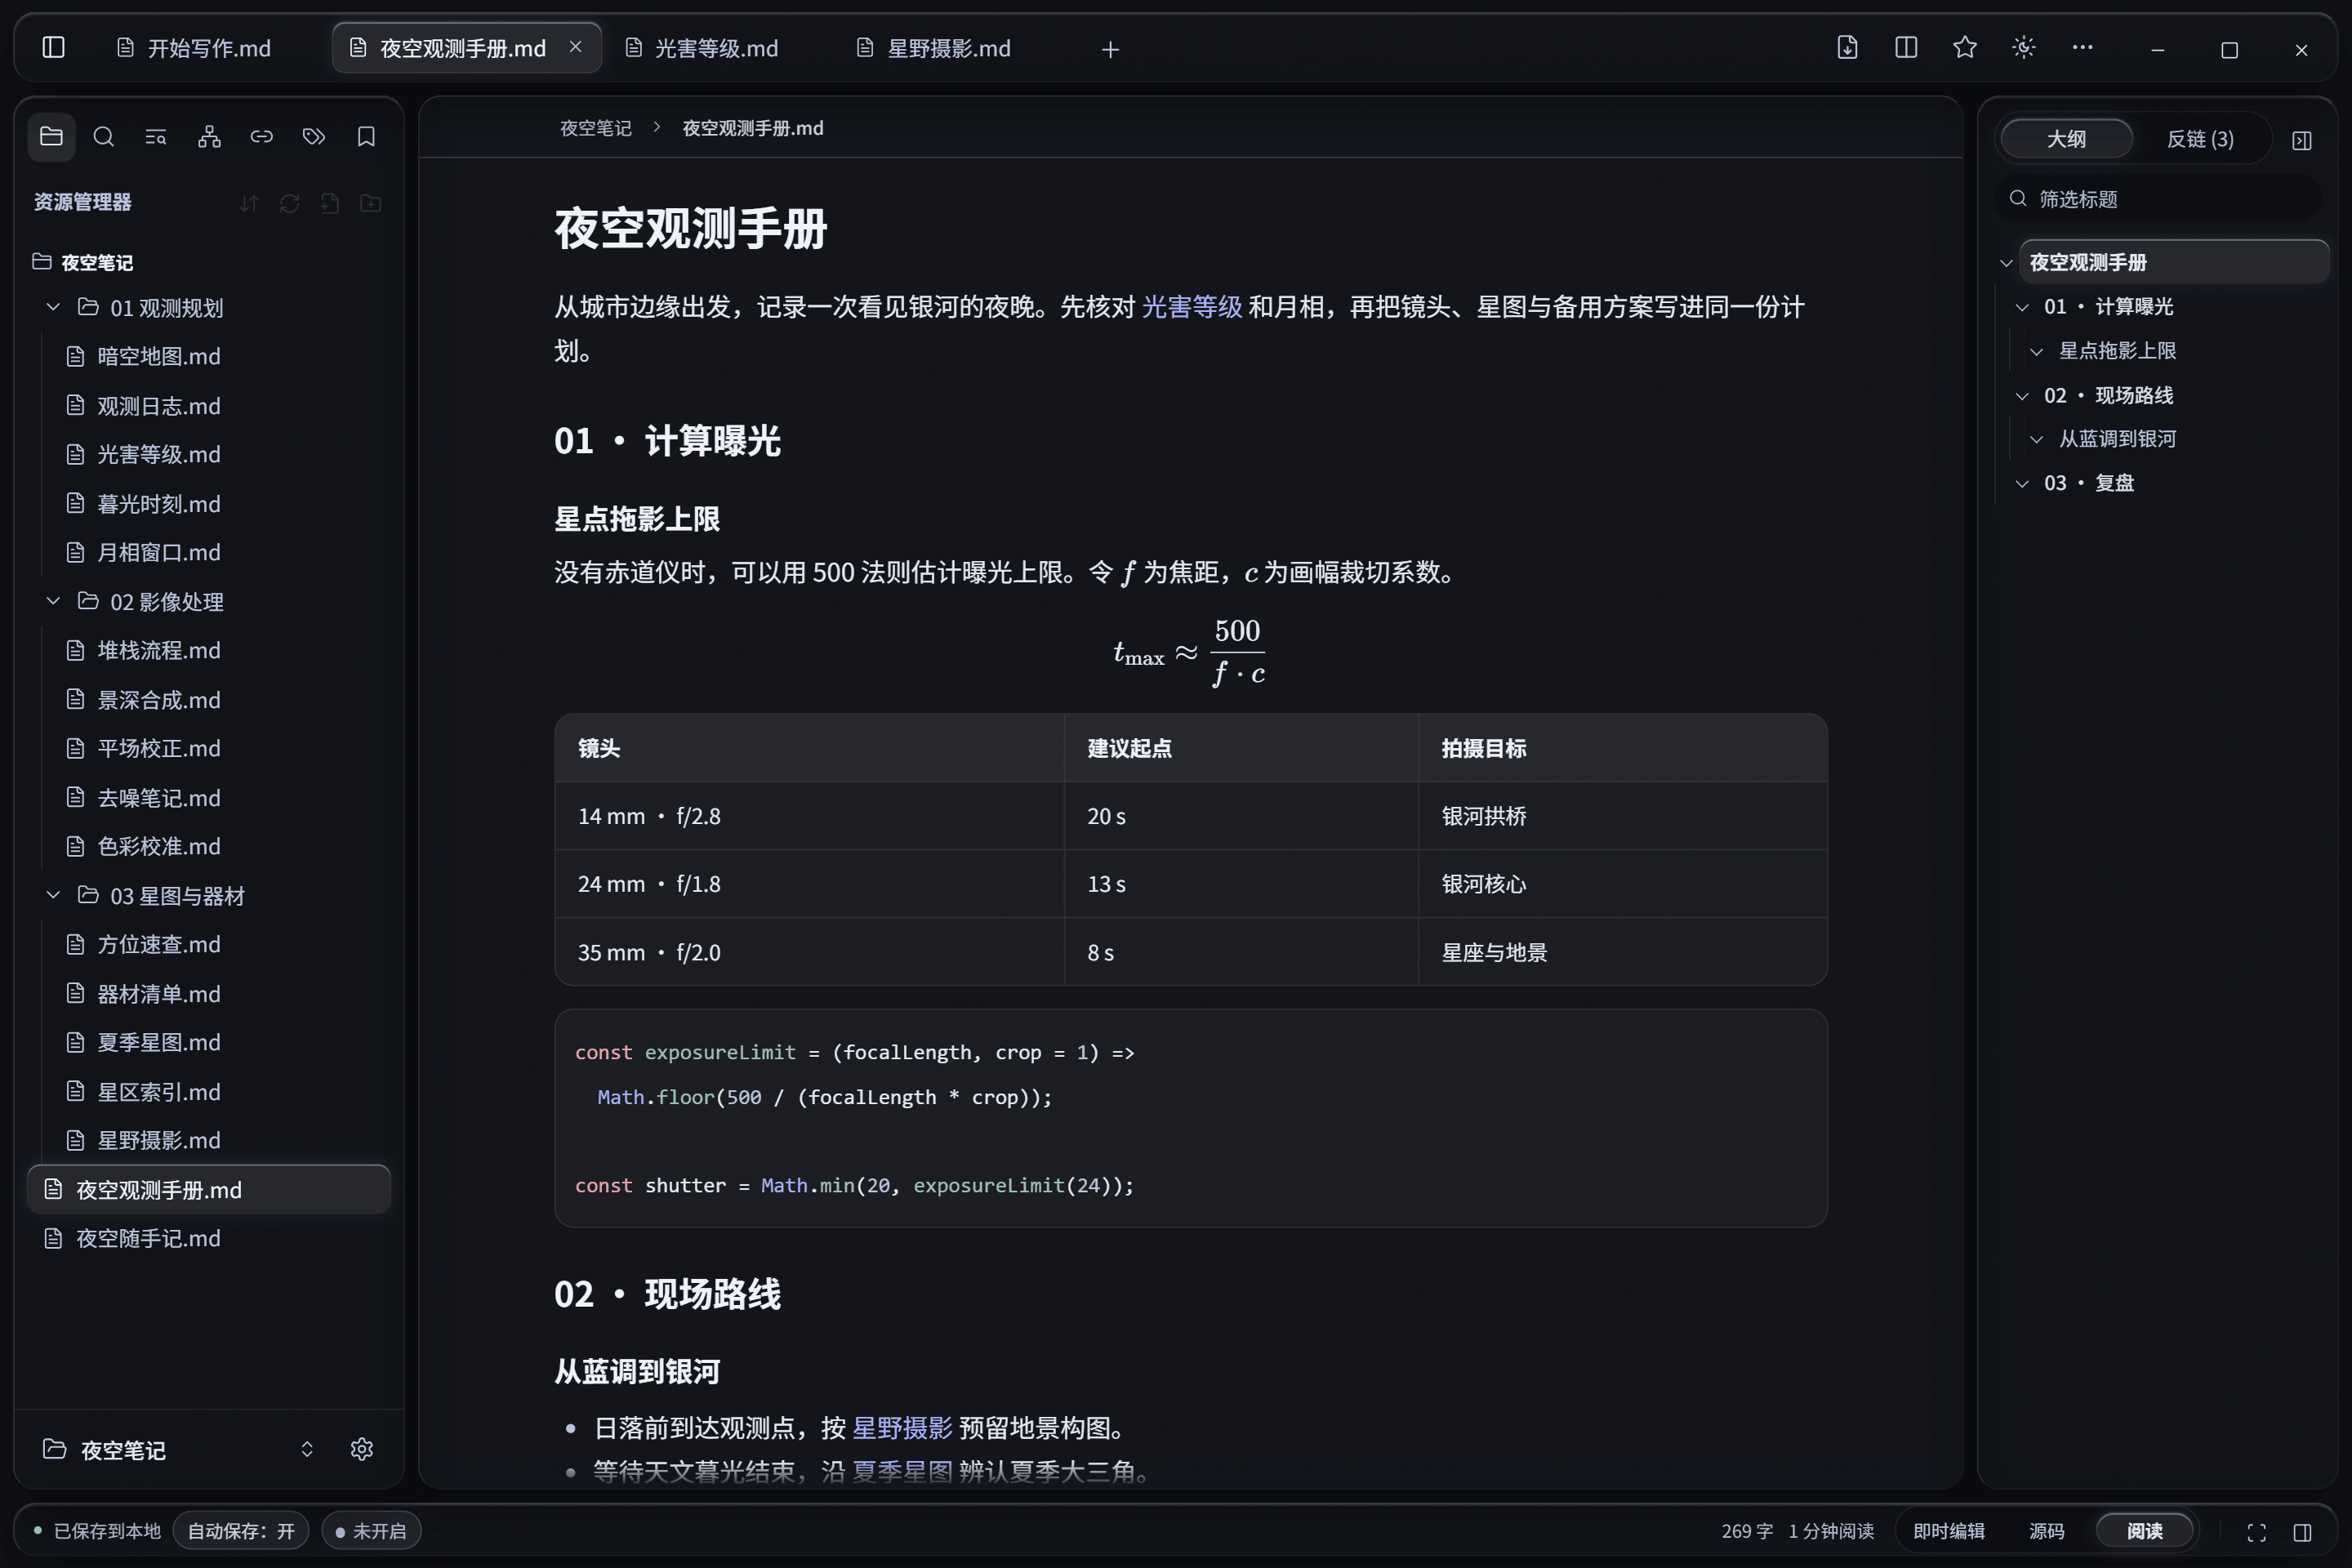 开始写作.md
夜空观测手册.md
光害等级.md
星野摄影.md
资源管理器
夜空笔记
01 观测规划
暗空地图.md
观测日志.md
光害等级.md
暮光时刻.md
月相窗口.md
02 影像处理
堆栈流程.md
景深合成.md
平场校正.md
去噪笔记.md
色彩校准.md
03 星图与器材
方位速查.md
器材清单.md
夏季星图.md
星区索引.md
星野摄影.md
夜空观测手册.md
夜空随手记.md
夜空笔记
夜空笔记 > 夜空观测手册.md
夜空观测手册
从城市边缘出发，记录一次看见银河的夜晚。先核对 光害等级 和月相，再把镜头、星图与备用方案写进同一份计
划。
01 • 计算曝光
星点拖影上限
没有赤道仪时，可以用 500 法则估计曝光上限。令 f 为焦距，c 为画幅裁切系数。
t_max ≈ 500 / (f · c)
镜头 建议起点 拍摄目标
14 mm • f/2.8 20 s 银河拱桥
24 mm • f/1.8 13 s 银河核心
35 mm • f/2.0 8 s 星座与地景
const exposureLimit = (focalLength, crop = 1) =>
  Math.floor(500 / (focalLength * crop));
const shutter = Math.min(20, exposureLimit(24));
02 • 现场路线
从蓝调到银河
• 日落前到达观测点，按 星野摄影 预留地景构图。
• 等待天文暮光结束，沿 夏季星图 辨认夏季大三角。
大纲
反链 (3)
筛选标题
夜空观测手册
01 • 计算曝光
星点拖影上限
02 • 现场路线
从蓝调到银河
03 • 复盘
已保存到本地
自动保存：开
未开启
269 字
1 分钟阅读
即时编辑
源码
阅读